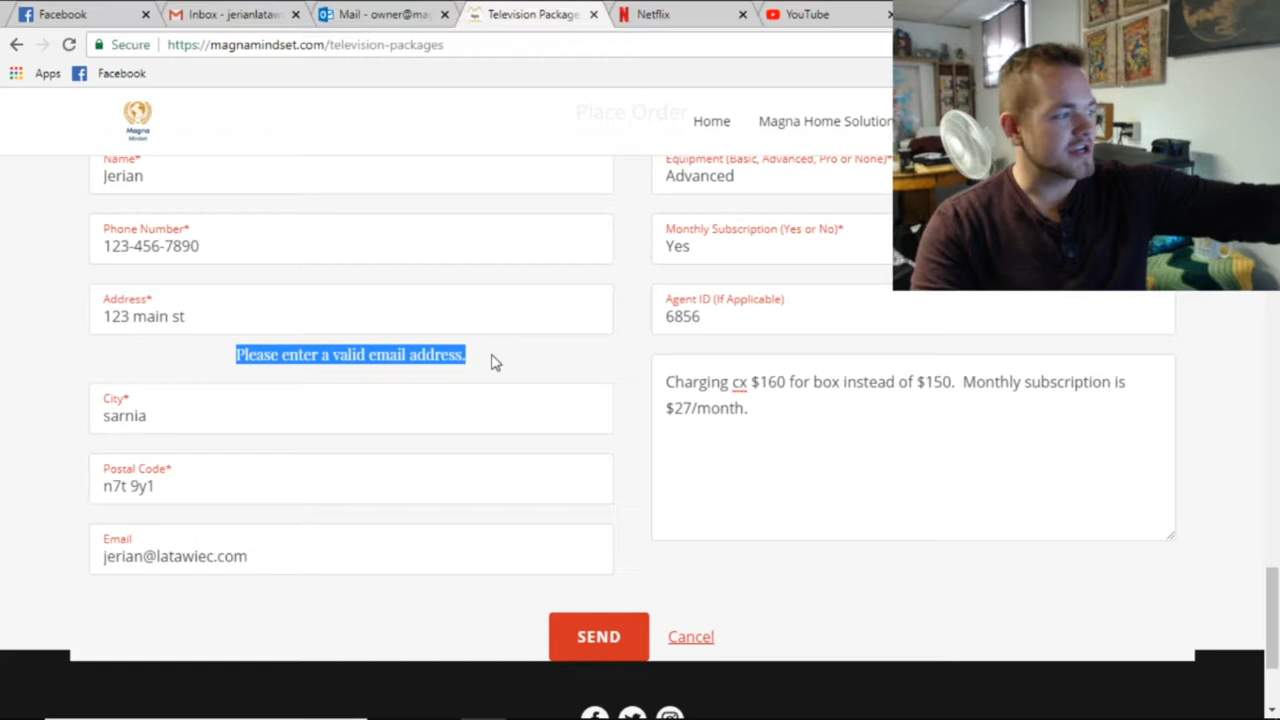 Facebook
Inbox - jerianlataw
Mail - owner@ma
Television Package
Netflix
YouTube
Secure
https://magnamindset.com/television-packages
Apps
Facebook
Magna
Mindset
Place Order
Home
Magna Home Solution
Name*
Jerian
Phone Number*
123-456-7890
Address*
123 main st
Please enter a valid email address.
City*
sarnia
Postal Code*
n7t 9y1
Email
jerian@latawiec.com
Equipment (Basic, Advanced, Pro or None)*
Advanced
Monthly Subscription (Yes or No)*
Yes
Agent ID (If Applicable)
6856
Charging cx $160 for box instead of $150.  Monthly subscription is
$27/month.
SEND
Cancel